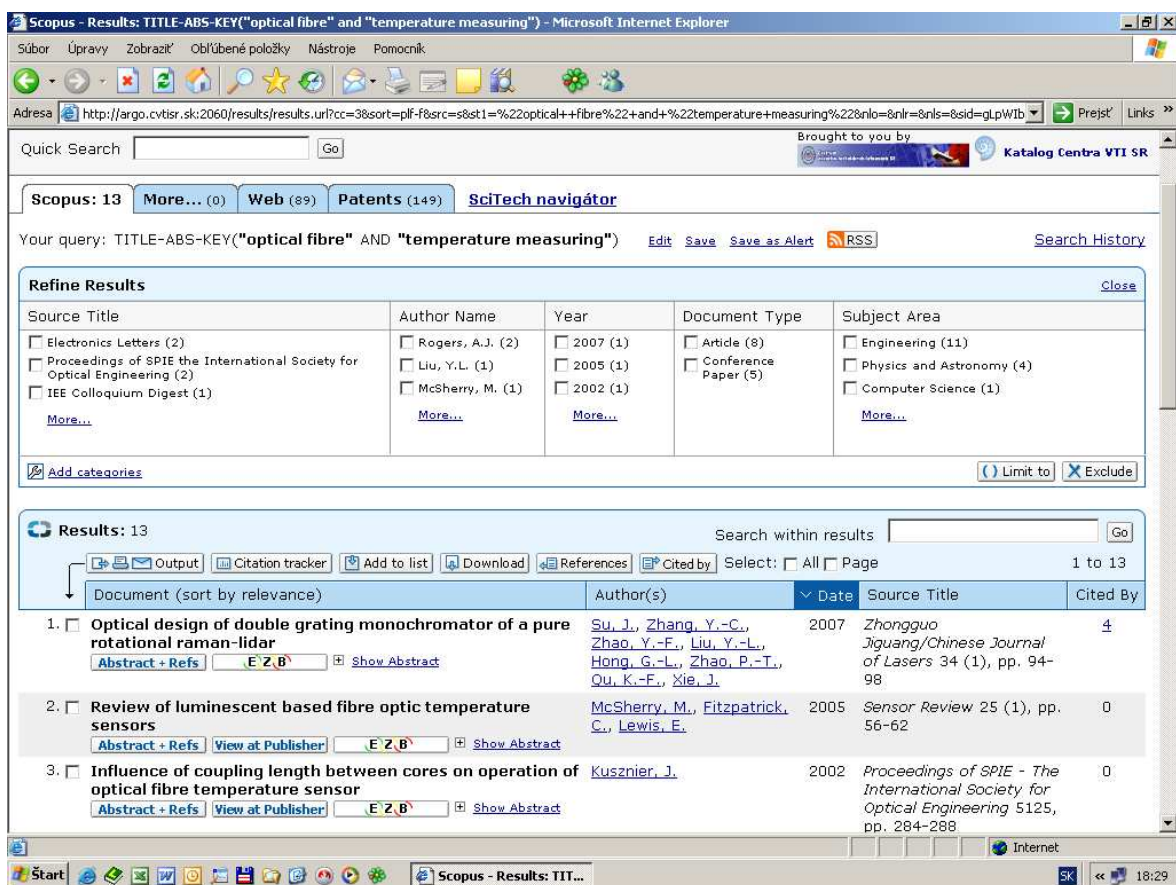 Scopus - Results: TITLE-ABS-KEY("optical fibre" and "temperature measuring") - Microsoft Internet Explorer
Súbor Úpravy Zobraziť Obľúbené položky Nástroje Pomocník
Adresa http://argo.cvtisr.sk:2060/results/results.url?cc=3&sort=plf-f&src=s&st1=%22optical++fibre%22+and+%22temperature+measuring%22&nlo=&nlr=&nls=&sid=gLpWIb Prejsť Links »
Brought to you by
Quick Search Go Katalog Centra VTI SR
Scopus: 13 More... (0) Web (89) Patents (149) SciTech navigátor
Your query: TITLE-ABS-KEY("optical fibre" AND "temperature measuring") Edit Save Save as Alert RSS Search History
Refine Results Close
Source Title Author Name Year Document Type Subject Area
Electronics Letters (2) Rogers, A.J. (2) 2007 (1) Article (8) Engineering (11)
Proceedings of SPIE the International Society for Optical Engineering (2) Liu, Y.L. (1) 2005 (1) Conference Paper (5) Physics and Astronomy (4)
IEE Colloquium Digest (1) McSherry, M. (1) 2002 (1) Computer Science (1)
More... More... More... More...
Add categories Limit to Exclude
Results: 13 Search within results Go
Output Citation tracker Add to list Download References Cited by Select: All Page 1 to 13
Document (sort by relevance) Author(s) Date Source Title Cited By
1. Optical design of double grating monochromator of a pure Su, J., Zhang, Y.-C., 2007 Zhongguo 4
rotational raman-lidar Zhao, Y.-F., Liu, Y.-L., Jiguang/Chinese Journal
Abstract + Refs EZB Show Abstract Hong, G.-L., Zhao, P.-T., of Lasers 34 (1), pp. 94-
Qu, K.-F., Xie, J. 98
2. Review of luminescent based fibre optic temperature McSherry, M., Fitzpatrick, 2005 Sensor Review 25 (1), pp. 0
sensors C., Lewis, E. 56-62
Abstract + Refs View at Publisher EZB Show Abstract
3. Influence of coupling length between cores on operation of Kusznier, J. 2002 Proceedings of SPIE - The 0
optical fibre temperature sensor International Society for
Abstract + Refs View at Publisher EZB Show Abstract Optical Engineering 5125,
pp. 284-288
Internet
Štart Scopus - Results: TIT... SK « 18:29